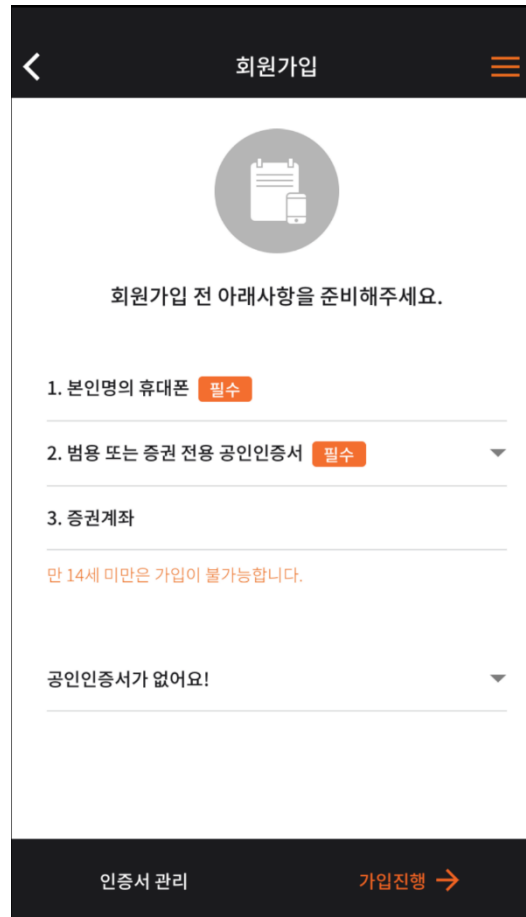 회원가입
회원가입 전 아래사항을 준비해주세요.
1. 본인명의 휴대폰 필수
2. 범용 또는 증권 전용 공인인증서 필수
3. 증권계좌
만 14세 미만은 가입이 불가능합니다.
공인인증서가 없어요!
인증서 관리 가입진행